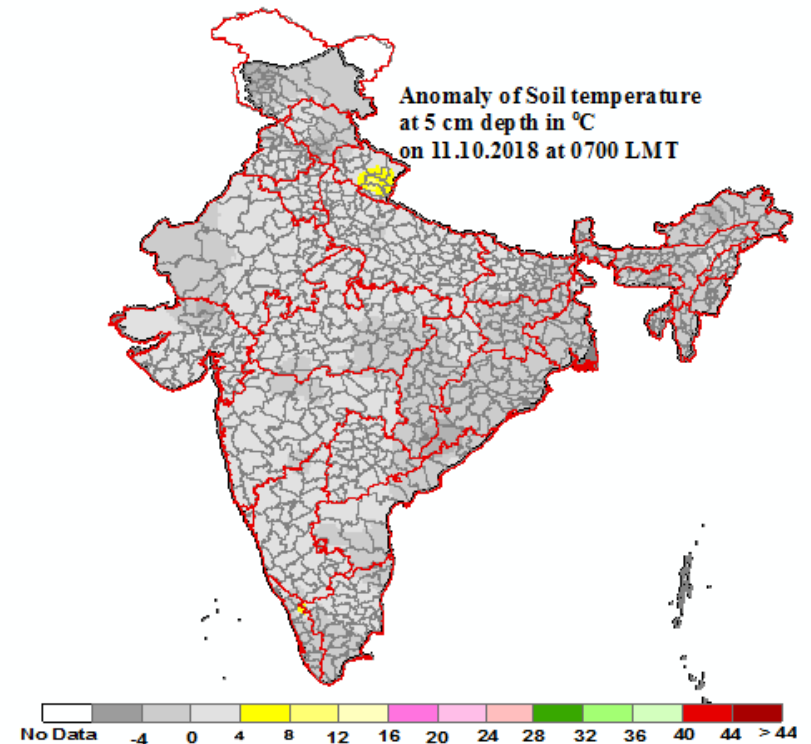 Anomaly of Soil temperature
at 5 cm depth in ⁰C
on 11.10.2018 at 0700 LMT
No Data -4 0 4 8 12 16 20 24 28 32 36 40 44 > 44